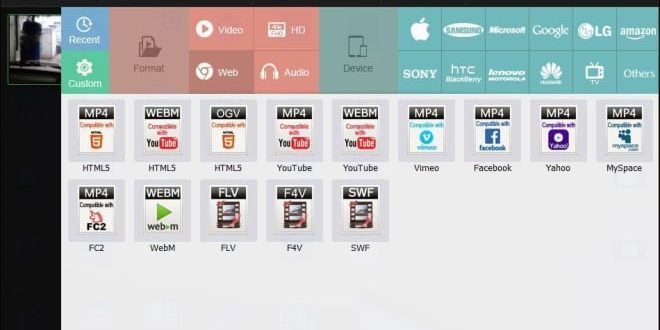 Recent
Custom
Format
Video
Web
4K
FHD
HD
Audio
Device
SAMSUNG
Microsoft
Google
LG
amazon
SONY
hTC
BlackBerry
lenovo
MOTOROLA
HUAWEI
TV
Others
MP4
Compatible with
HTML5
WEBM
Compatible
with
YouTube
HTML5
OGV
Compatible with
HTML5
MP4
Compatible
with
YouTube
YouTube
WEBM
Compatible
with
YouTube
YouTube
MP4
Compatible with
vimeo
Vimeo
MP4
Compatible with
facebook
Facebook
MP4
Compatible with
Yahoo!
Yahoo
MP4
Compatible with
myspace
MySpace
MP4
Compatible with
FC2
FC2
WEBM
webm
WebM
FLV
FLV
F4V
F4V
SWF
SWF